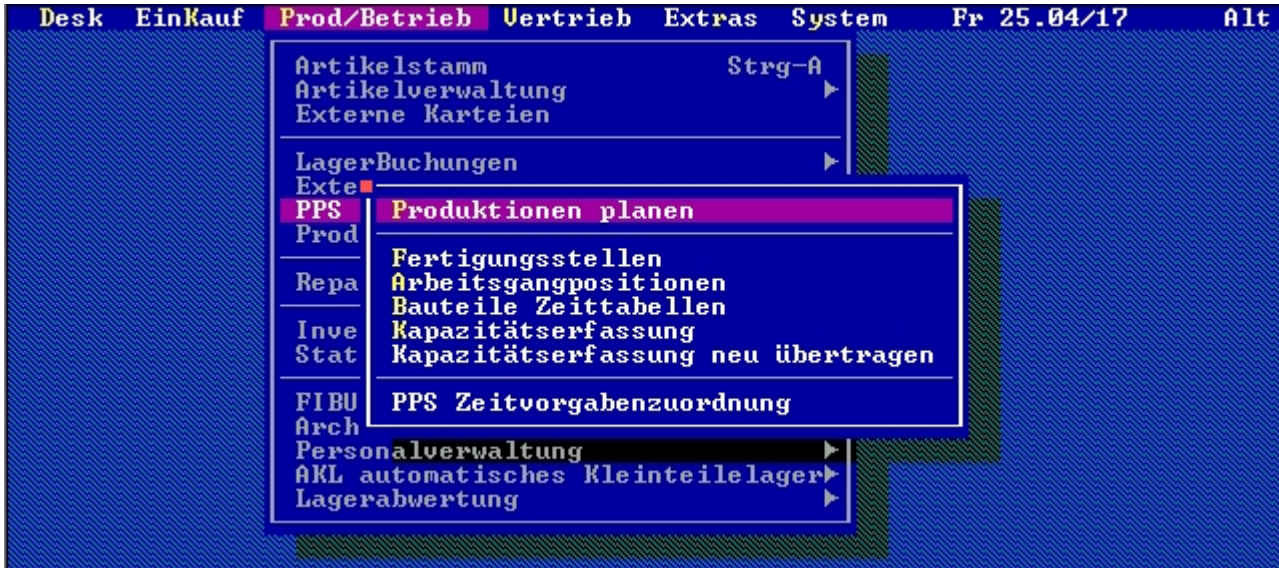 Desk EinKauf Prod/Betrieb Vertrieb Extras System Fr 25.04/17 Alt
Artikelstamm Strg-A
Artikelverwaltung
Externe Karteien
LagerBuchungen
Exte
PPS
Prod
Repa
Inve
Stat
FIBU
Arch
Personalverwaltung
AKL automatisches Kleinteilelager
Lagerabwertung
Produktionen planen
Fertigungsstellen
Arbeitsgangpositionen
Bauteile Zeittabellen
Kapazitätserfassung
Kapazitätserfassung neu übertragen
PPS Zeitvorgabenzuordnung